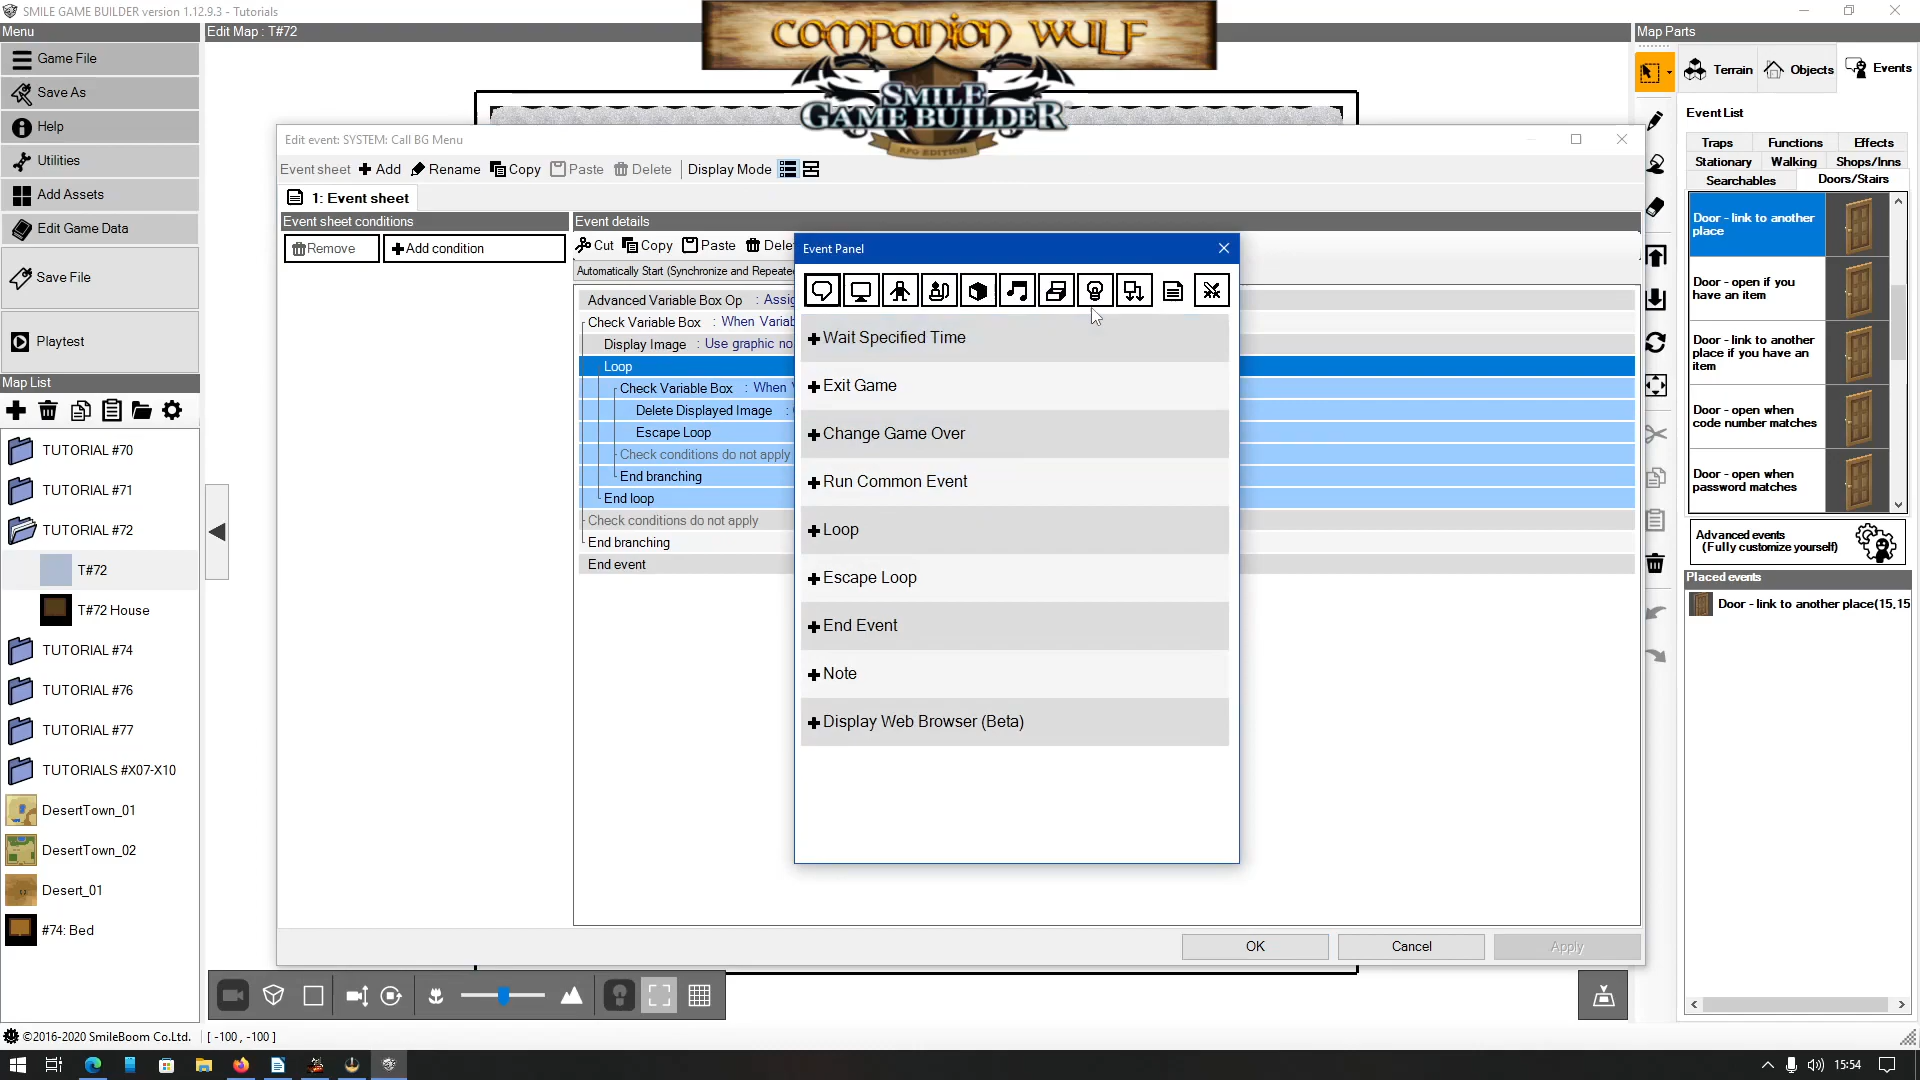 SMILE GAME BUILDER version 1.12.9.3 - Tutorials
Menu
Game File
Save As
Help
Utilities
Add Assets
Edit Game Data
Save File
Playtest
Map List
TUTORIAL #70
TUTORIAL #71
TUTORIAL #72
T#72
T#72 House
TUTORIAL #74
TUTORIAL #76
TUTORIAL #77
TUTORIALS #X07-X10
DesertTown_01
DesertTown_02
Desert_01
#74: Bed
Edit Map : T#72
COMPANION WULF
SMILE
GAME BUILDER
RPG EDITION
Edit event: SYSTEM: Call BG Menu
Event sheet Add Rename Copy Paste Delete Display Mode
1: Event sheet
Event sheet conditions
Remove Add condition
Event details
Cut Copy Paste Delet
Automatically Start (Synchronize and Repeate
Advanced Variable Box Op : Assig
Check Variable Box : When Variab
Display Image : Use graphic no
Loop
Check Variable Box : When V
Delete Displayed Image :
Escape Loop
Check conditions do not apply
End branching
End loop
Check conditions do not apply
End branching
End event
Event Panel
Wait Specified Time
Exit Game
Change Game Over
Run Common Event
Loop
Escape Loop
End Event
Note
Display Web Browser (Beta)
OK Cancel Apply
Map Parts
Terrain Objects Events
Event List
Traps Functions Effects
Stationary Walking Shops/Inns
Searchables Doors/Stairs
Door - link to another
place
Door - open if you
have an item
Door - link to another
place if you have an
item
Door - open when
code number matches
Door - open when
password matches
Advanced events
(Fully customize yourself)
Placed events
Door - link to another place(15,15
©2016-2020 SmileBoom Co.Ltd. [ -100 , -100 ]
15:54